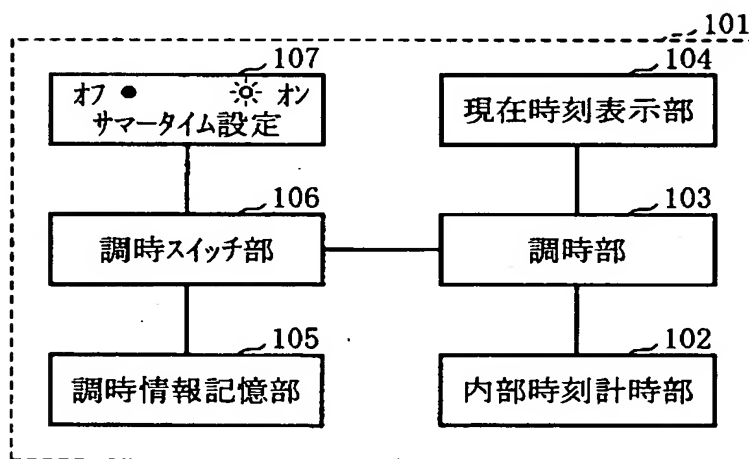 101
107
オフ オン
サマータイム設定
104
現在時刻表示部
106
調時スイッチ部
103
調時部
105
調時情報記憶部
102
内部時刻計時部